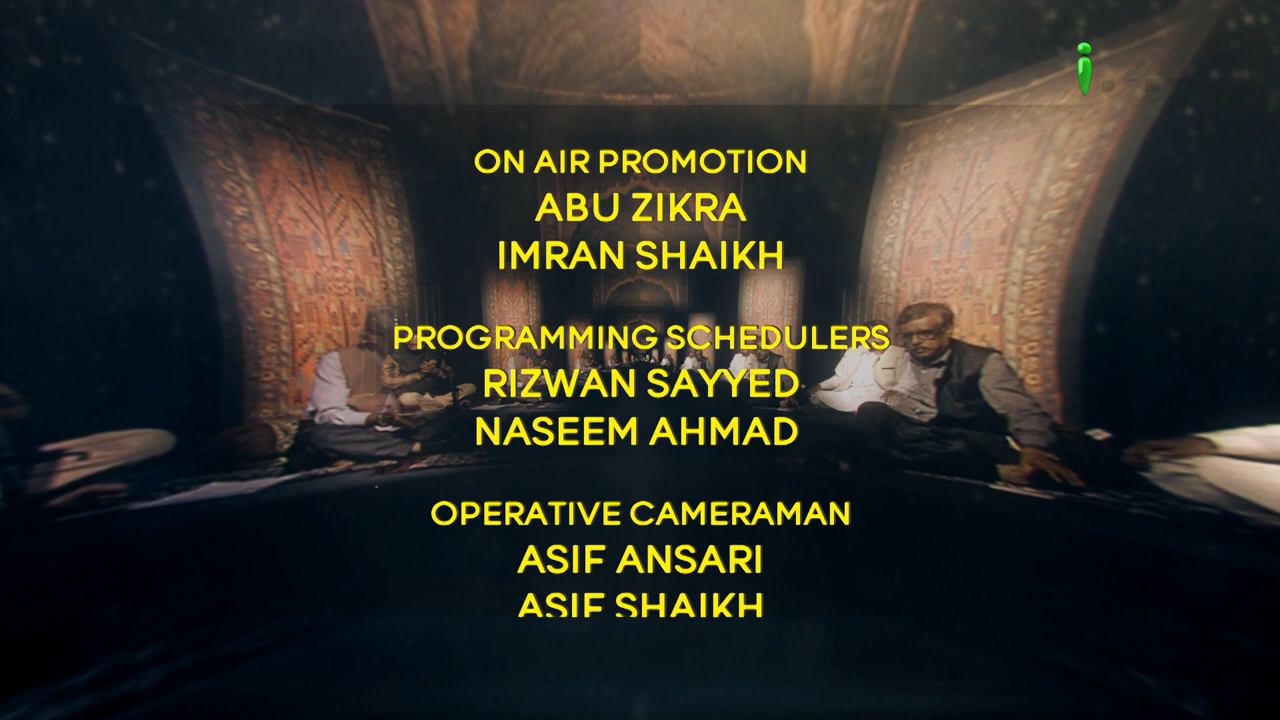 ON AIR PROMOTION
ABU ZIKRA
IMRAN SHAIKH
PROGRAMMING SCHEDULERS
RIZWAN SAYYED
NASEEM AHMAD
OPERATIVE CAMERAMAN
ASIF ANSARI
ASIF SHAIKH